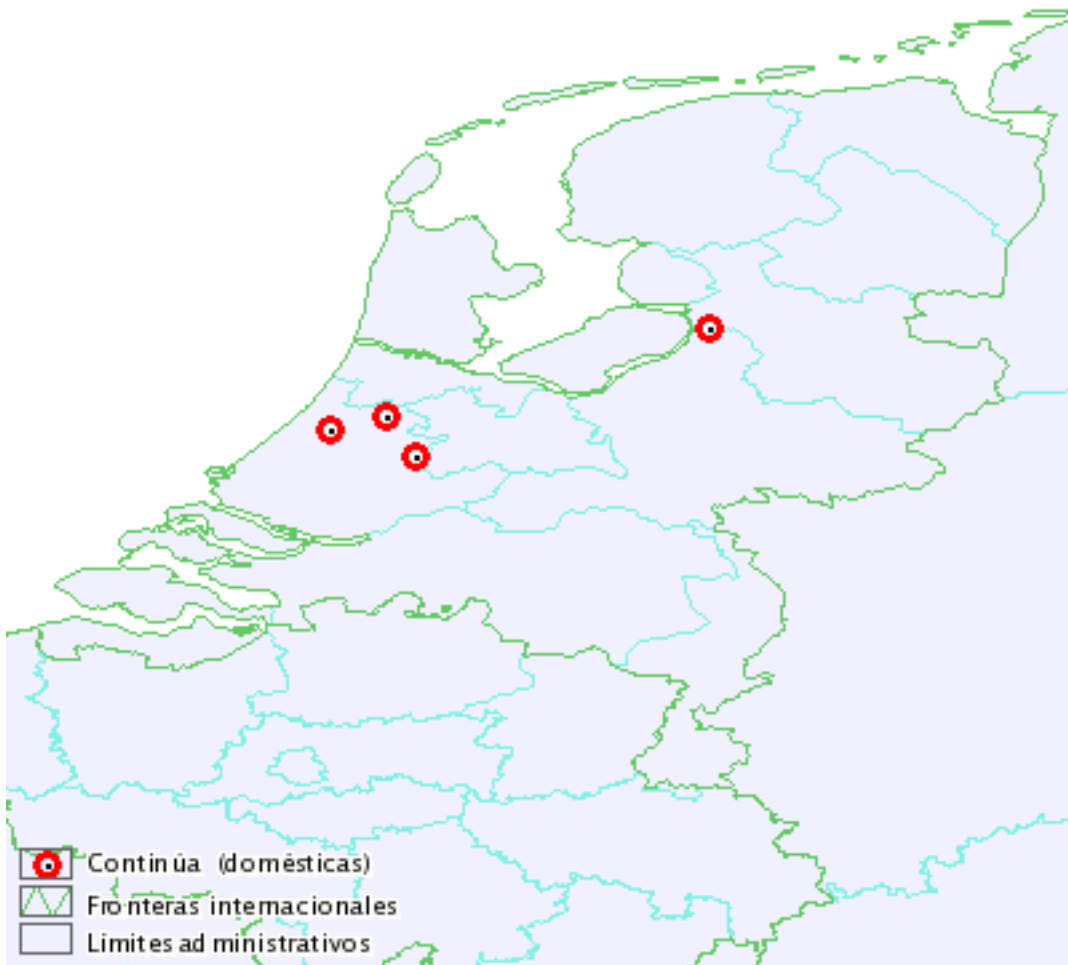 Continúa (domésticas)
Fronteras internacionales
Límites administrativos